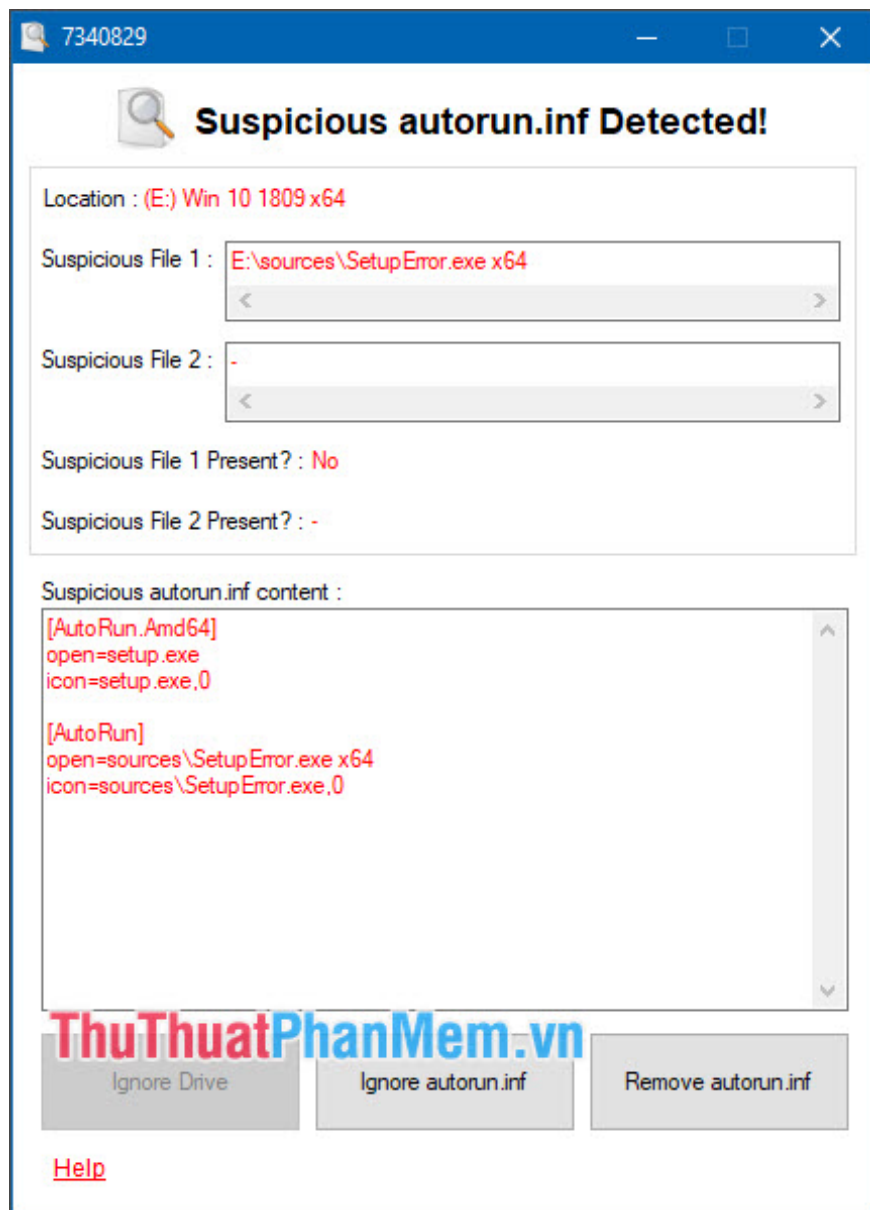 7340829
Suspicious autorun.inf Detected!
Location : (E:) Win 10 1809 x64
Suspicious File 1 : E:\sources\SetupError.exe x64
Suspicious File 2 : -
Suspicious File 1 Present? : No
Suspicious File 2 Present? : -
Suspicious autorun.inf content :
[AutoRun.Amd64]
open=setup.exe
icon=setup.exe,0
[AutoRun]
open=sources\SetupError.exe x64
icon=sources\SetupError.exe,0
ThuThuatPhanMem.vn
Ignore Drive Ignore autorun.inf Remove autorun.inf
Help